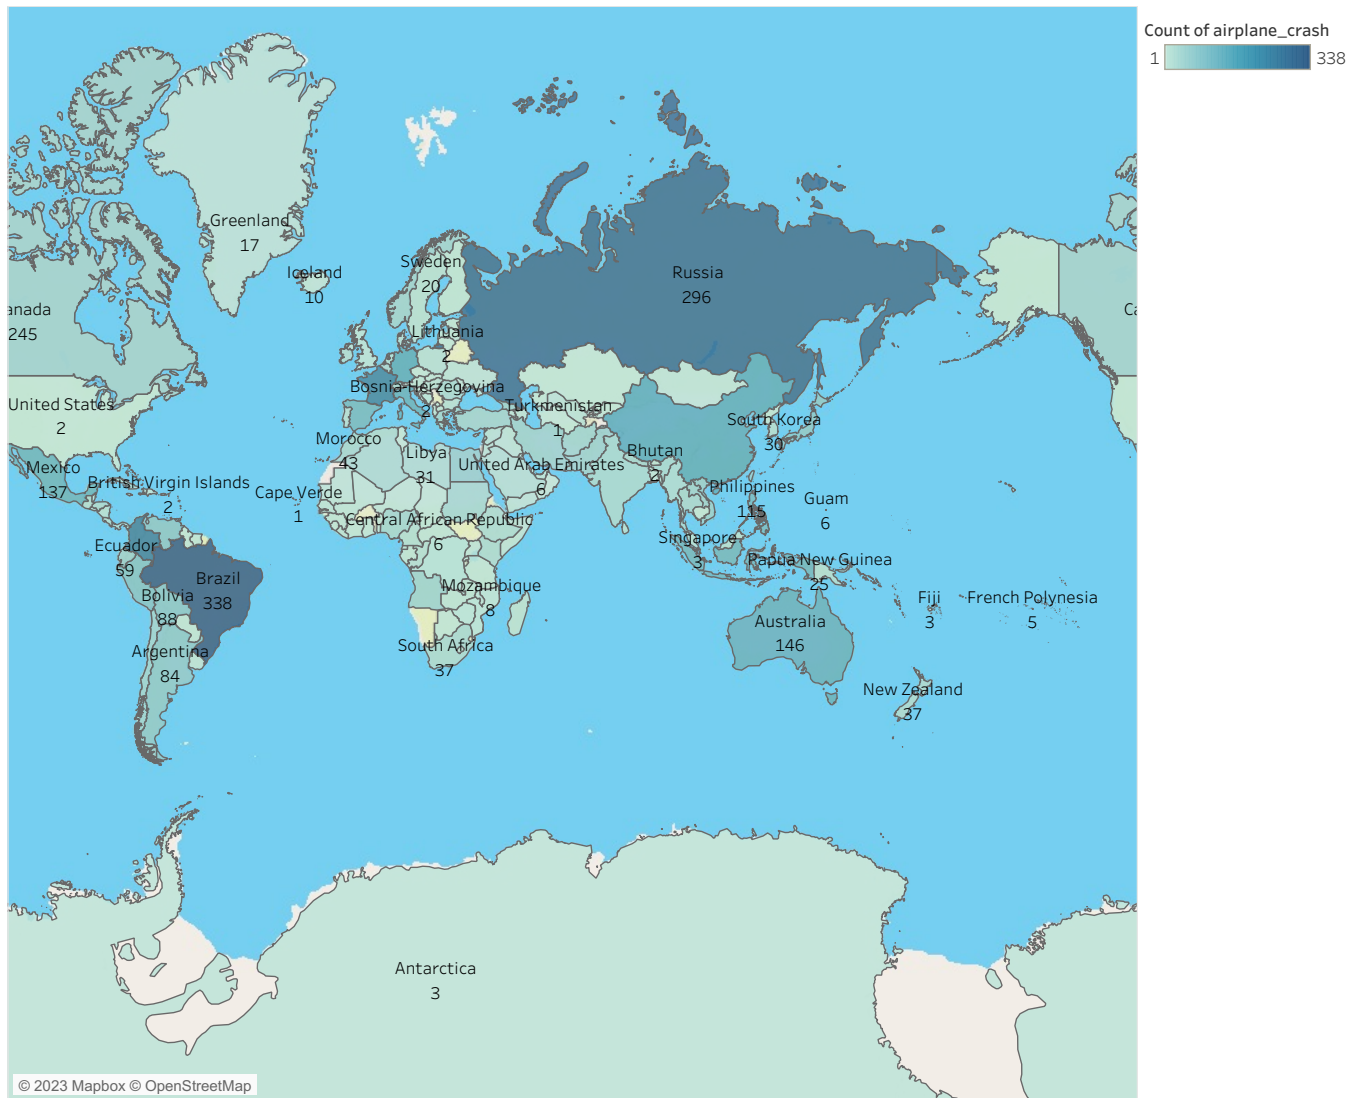 Count of airplane_crash
1
338
Greenland
17
Iceland
10
Sweden
20
Russia
296
anada
245
Ca
Lithuania
2
Bosnia-Herzegovina
2
United States
2
Turkmenistan
1
South Korea
30
Morocco
43
Libya
31
Bhutan
2
United Arab Emirates
6
Mexico
137
British Virgin Islands
2
Cape Verde
1
Philippines
115
Guam
6
Central African Republic
6
Singapore
3
Ecuador
59
Papua New Guinea
25
Brazil
338
Mozambique
8
Bolivia
88
Fiji
3
French Polynesia
5
Australia
146
South Africa
37
Argentina
84
New Zealand
37
Antarctica
3
© 2023 Mapbox © OpenStreetMap